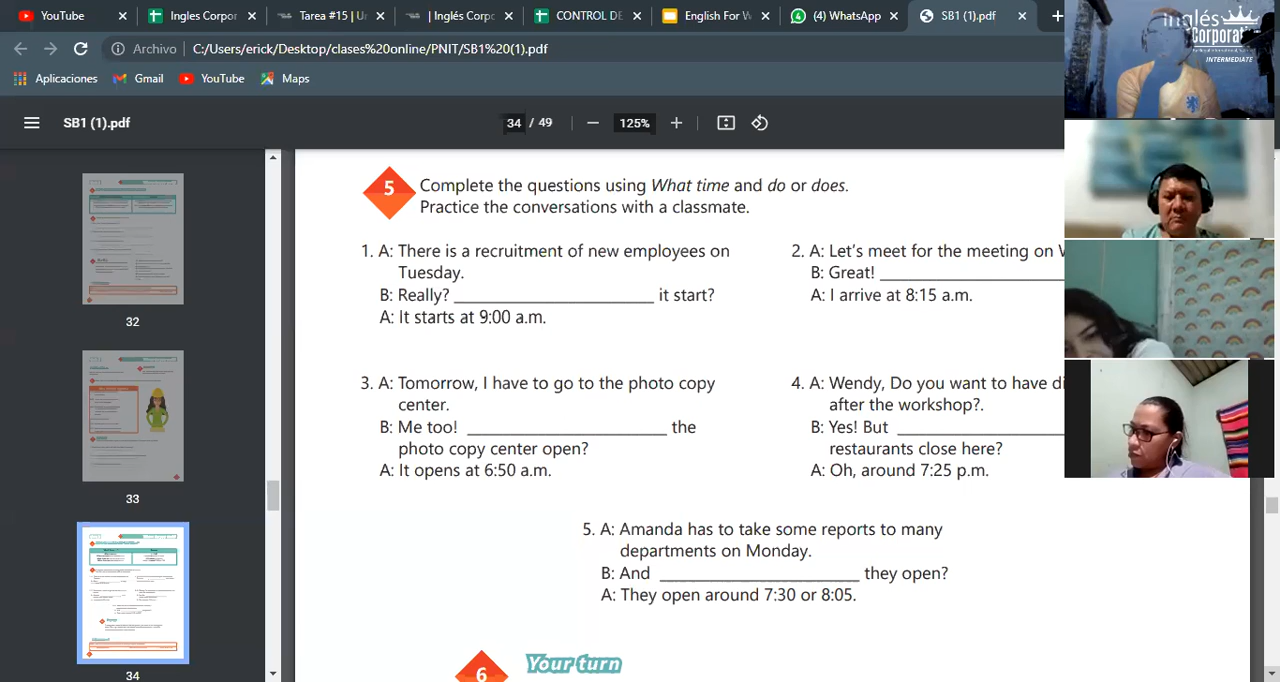 YouTube
Ingles Corpor
Tarea #15 | U
| Inglés Corpo
CONTROL DE
English For W
(4) WhatsApp
SB1 (1).pdf
Archivo
C:/Users/erick/Desktop/clases%20online/PNIT/SB1%20(1).pdf
Aplicaciones
Gmail
YouTube
Maps
inglés
Corporati
INTERMEDIATE
SB1 (1).pdf
34 / 49
125%
32
33
34
5
Complete the questions using What time and do or does.
Practice the conversations with a classmate.
1. A: There is a recruitment of new employees on
Tuesday.
B: Really? ______________________ it start?
A: It starts at 9:00 a.m.
2. A: Let's meet for the meeting on
B: Great! ____________________
A: I arrive at 8:15 a.m.
3. A: Tomorrow, I have to go to the photo copy
center.
B: Me too! ______________________ the
photo copy center open?
A: It opens at 6:50 a.m.
4. A: Wendy, Do you want to have di
after the workshop?.
B: Yes! But __________________
restaurants close here?
A: Oh, around 7:25 p.m.
5. A: Amanda has to take some reports to many
departments on Monday.
B: And ______________________ they open?
A: They open around 7:30 or 8:05.
6
Your turn